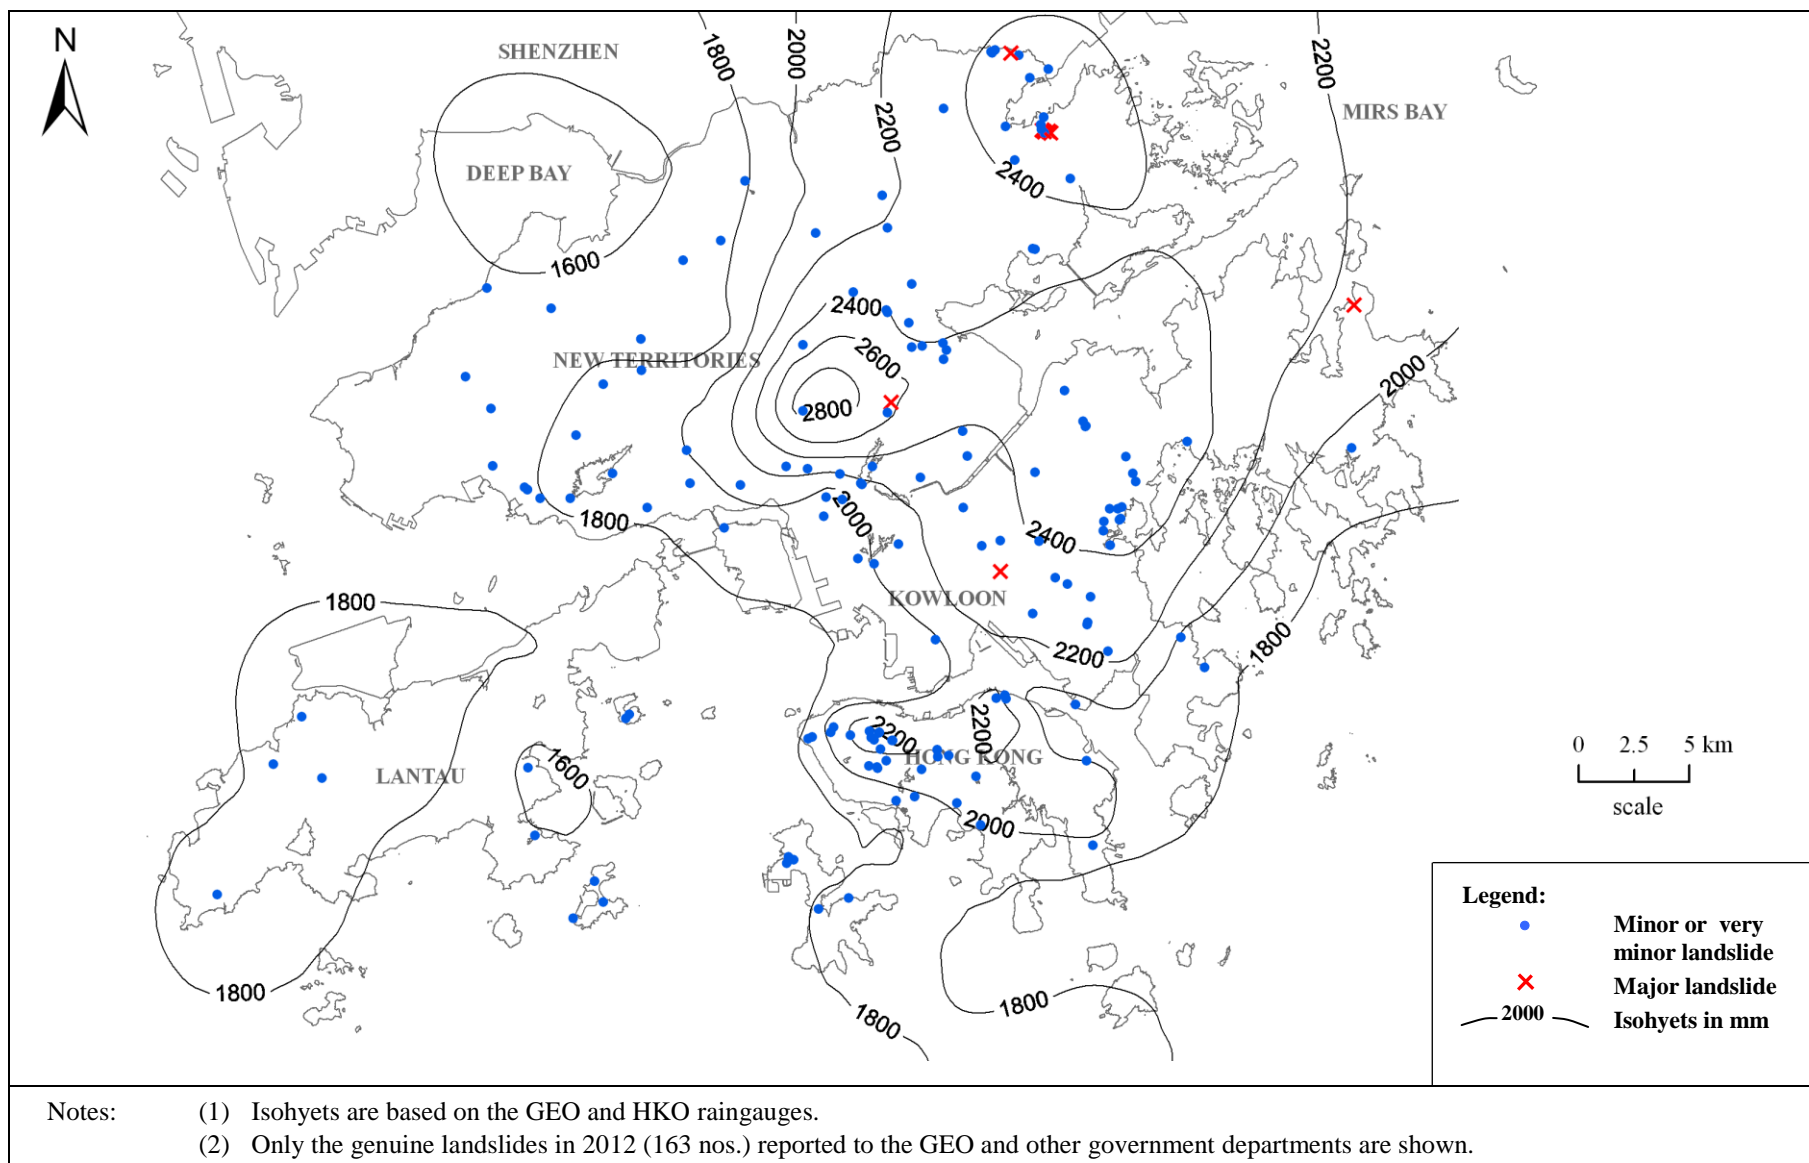 N
SHENZHEN
1800
2000
2200
2200
MIRS BAY
DEEP BAY
2400
1600
2400
2600
NEW TERRITORIES
2000
2800
1800
2000
2400
1800
KOWLOON
2200
1800
2200
2200
HONG KONG
1600
LANTAU
2000
1800
1800
1800
0 2.5 5 km
scale
Legend:
Minor or very
minor landslide
Major landslide
2000
Isohyets in mm
Notes: (1) Isohyets are based on the GEO and HKO raingauges.
(2) Only the genuine landslides in 2012 (163 nos.) reported to the GEO and other government departments are shown.